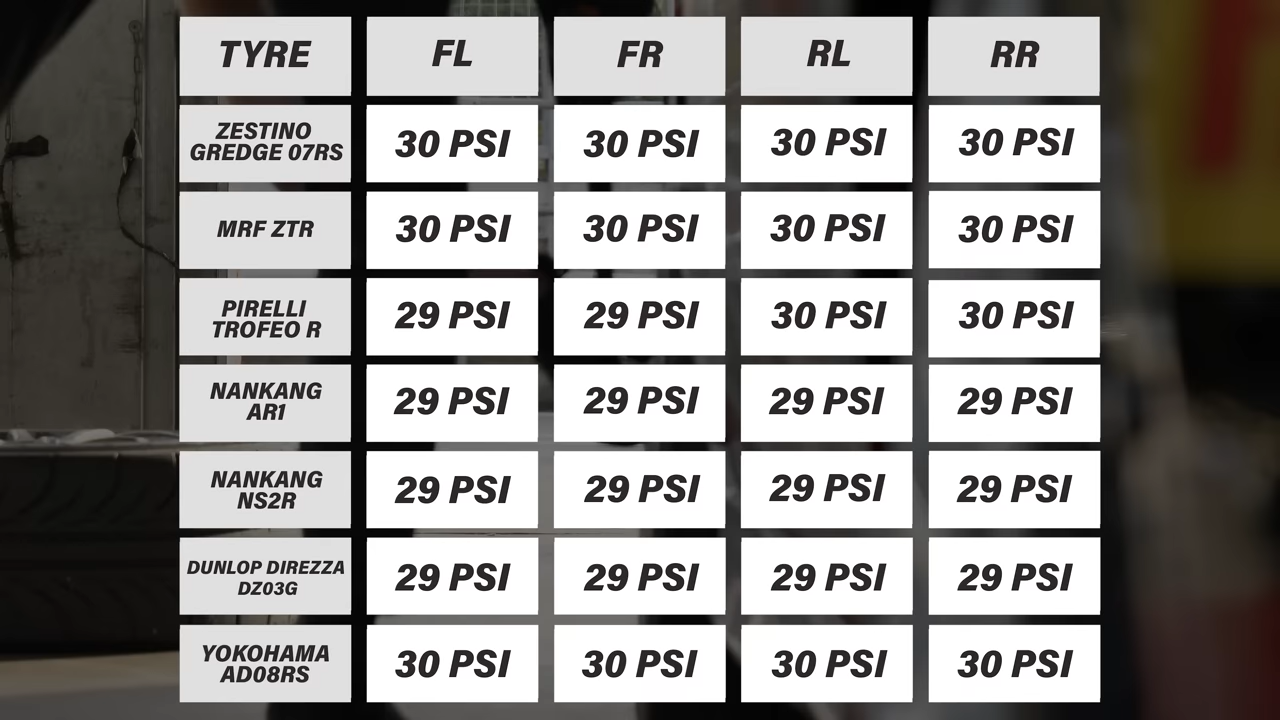 TYRE FL FR RL RR
ZESTINO
GREDGE 07RS 30 PSI 30 PSI 30 PSI 30 PSI
MRF ZTR 30 PSI 30 PSI 30 PSI 30 PSI
PIRELLI
TROFEO R 29 PSI 29 PSI 30 PSI 30 PSI
NANKANG
AR1 29 PSI 29 PSI 29 PSI 29 PSI
NANKANG
NS2R 29 PSI 29 PSI 29 PSI 29 PSI
DUNLOP DIREZZA
DZ03G 29 PSI 29 PSI 29 PSI 29 PSI
YOKOHAMA
AD08RS 30 PSI 30 PSI 30 PSI 30 PSI